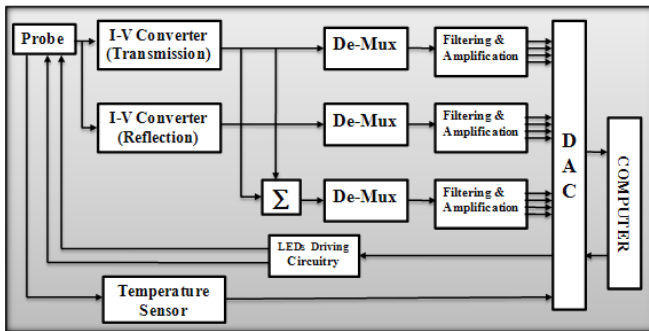 Probe
I-V Converter
(Transmission)
De-Mux
Filtering &
Amplification
I-V Converter
(Reflection)
De-Mux
Filtering &
Amplification
Σ
De-Mux
Filtering &
Amplification
LEDs Driving
Circuitry
Temperature
Sensor
D
A
C
COMPUTER